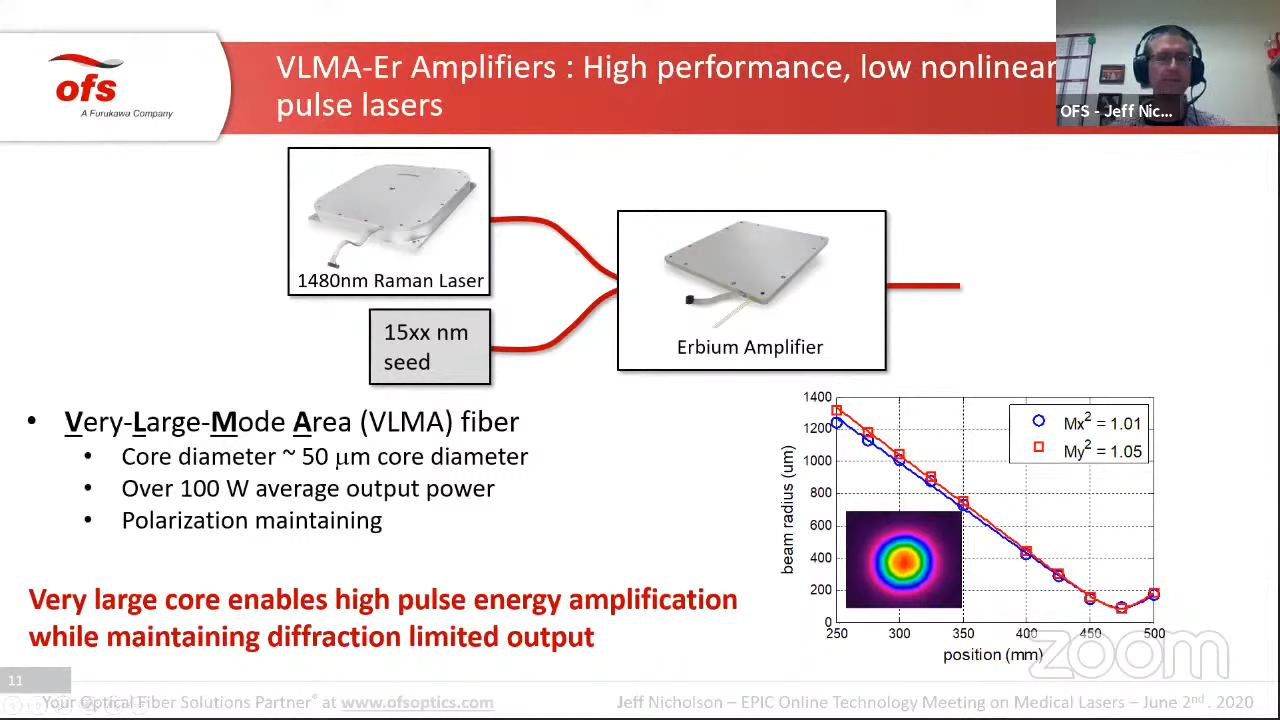 ofs
A Furukawa Company
VLMA-Er Amplifiers : High performance, low nonlinear
pulse lasers
OFS - Jeff Nic...
1480nm Raman Laser
15xx nm
seed
Erbium Amplifier
• Very-Large-Mode Area (VLMA) fiber
• Core diameter ~ 50 μm core diameter
• Over 100 W average output power
• Polarization maintaining
Very large core enables high pulse energy amplification
while maintaining diffraction limited output
1400
1200
1000
800
600
400
200
0
beam radius (um)
Mx² = 1.01
My² = 1.05
250 300 350 400 450 500
position (mm)
zoom
11
Your Optical Fiber Solutions Partner® at www.ofsoptics.com
Jeff Nicholson – EPIC Online Technology Meeting on Medical Lasers – June 2nd . 2020